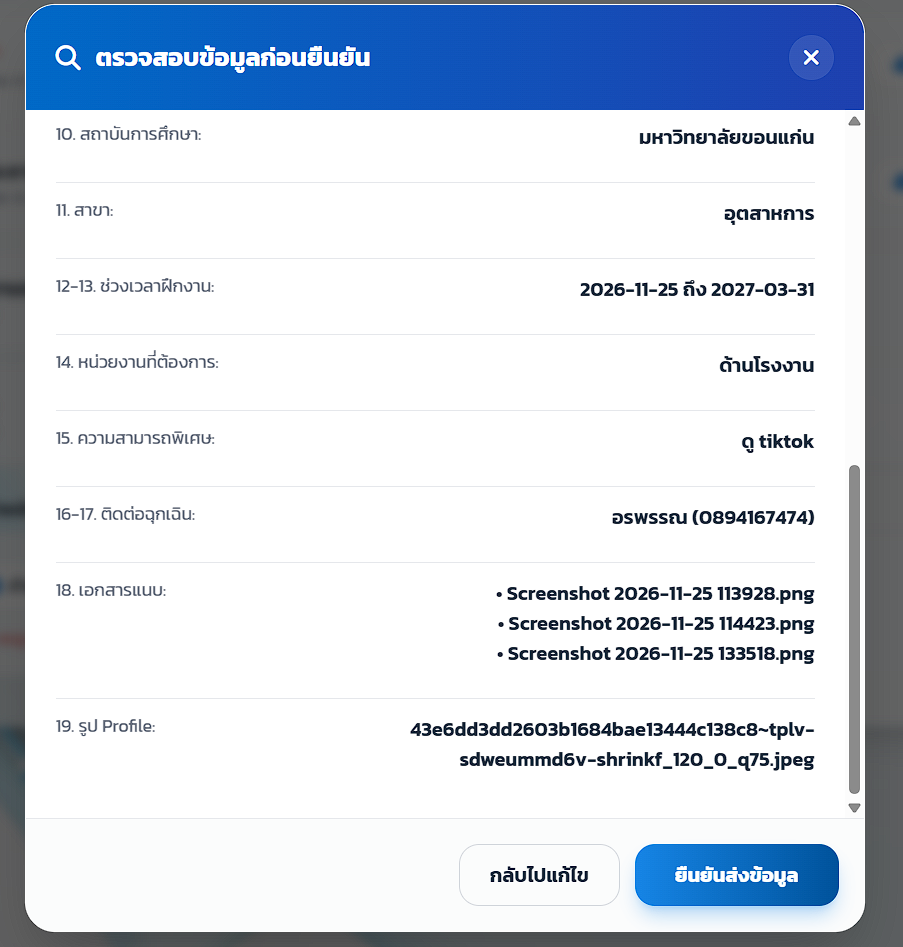 ตรวจสอบข้อมูลก่อนยืนยัน
10. สถาบันการศึกษา:
มหาวิทยาลัยขอนแก่น
11. สาขา:
อุตสาหการ
12-13. ช่วงเวลาฝึกงาน:
2026-11-25 ถึง 2027-03-31
14. หน่วยงานที่ต้องการ:
ด้านโรงงาน
15. ความสามารถพิเศษ:
ดู tiktok
16-17. ติดต่อฉุกเฉิน:
อรพรรณ (0894167474)
18. เอกสารแนบ:
• Screenshot 2026-11-25 113928.png
• Screenshot 2026-11-25 114423.png
• Screenshot 2026-11-25 133518.png
19. รูป Profile:
43e6dd3dd2603b1684bae13444c138c8~tplv-
sdweummd6v-shrinkf_120_0_q75.jpeg
กลับไปแก้ไข
ยืนยันส่งข้อมูล